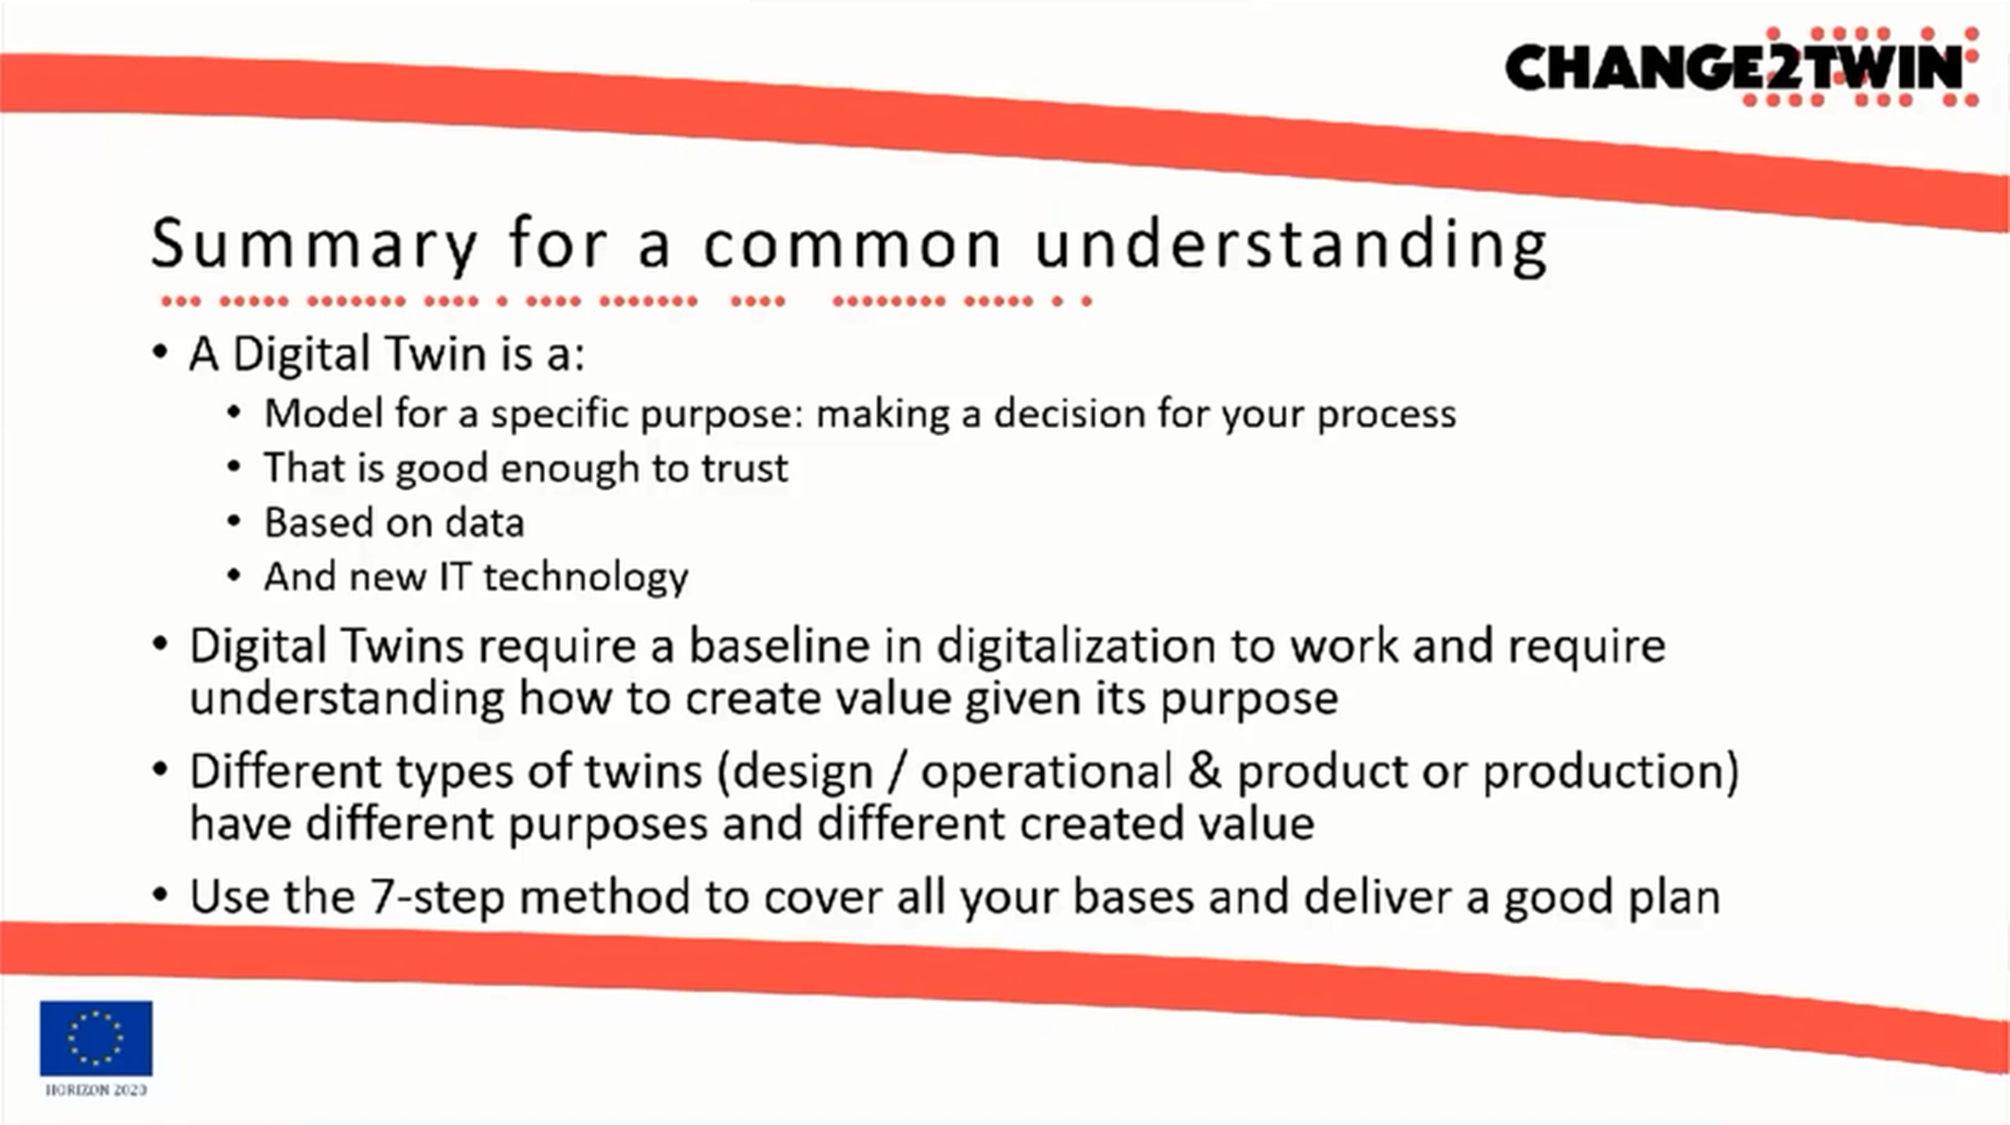 CHANGE2TWIN
Summary for a common understanding
• A Digital Twin is a:
• Model for a specific purpose: making a decision for your process
• That is good enough to trust
• Based on data
• And new IT technology
• Digital Twins require a baseline in digitalization to work and require
understanding how to create value given its purpose
• Different types of twins (design / operational & product or production)
have different purposes and different created value
• Use the 7-step method to cover all your bases and deliver a good plan
HORIZON 2020